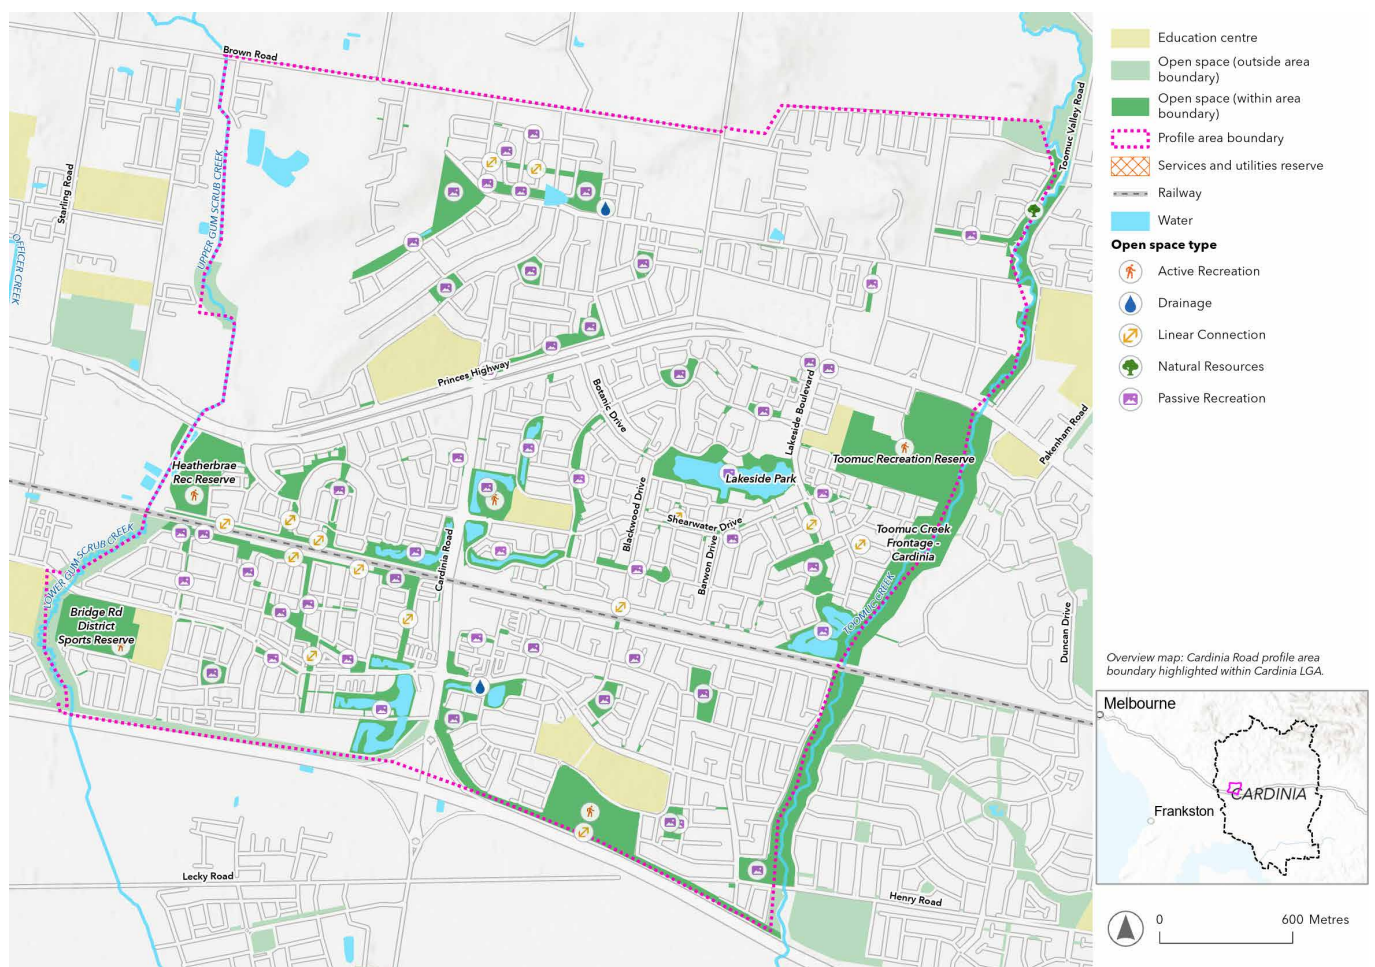 Brown Road
Toomuc Valley Road
Starling Road
UPPER GUM SCRUB CREEK
OFFICER CREEK
Princes Highway
Botanic Drive
Lakeside Boulevard
Pakenham Road
Heatherbrae
Rec Reserve
Toomuc Recreation Reserve
Lakeside Park
Shearwater Drive
Blackwood Drive
Barwon Drive
Cardinia Road
Toomuc Creek
Frontage -
Cardinia
LOWER GUM SCRUB CREEK
TOOMUC CREEK
Bridge Rd
District
Sports Reserve
Duncan Drive
Lecky Road
Henry Road
Education centre
Open space (outside area
boundary)
Open space (within area
boundary)
Profile area boundary
Services and utilities reserve
Railway
Water
Open space type
Active Recreation
Drainage
Linear Connection
Natural Resources
Passive Recreation
Overview map: Cardinia Road profile area
boundary highlighted within Cardinia LGA.
Melbourne
CARDINIA
Frankston
0 600 Metres